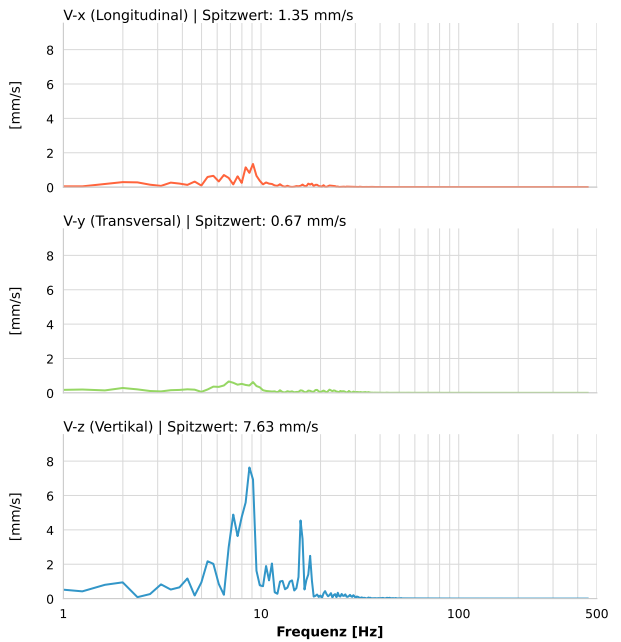 V-x (Longitudinal) | Spitzwert: 1.35 mm/s
8
6
4
2
0
[mm/s]
V-y (Transversal) | Spitzwert: 0.67 mm/s
8
6
4
2
0
[mm/s]
V-z (Vertikal) | Spitzwert: 7.63 mm/s
8
6
4
2
0
[mm/s]
1 10 100 500
Frequenz [Hz]